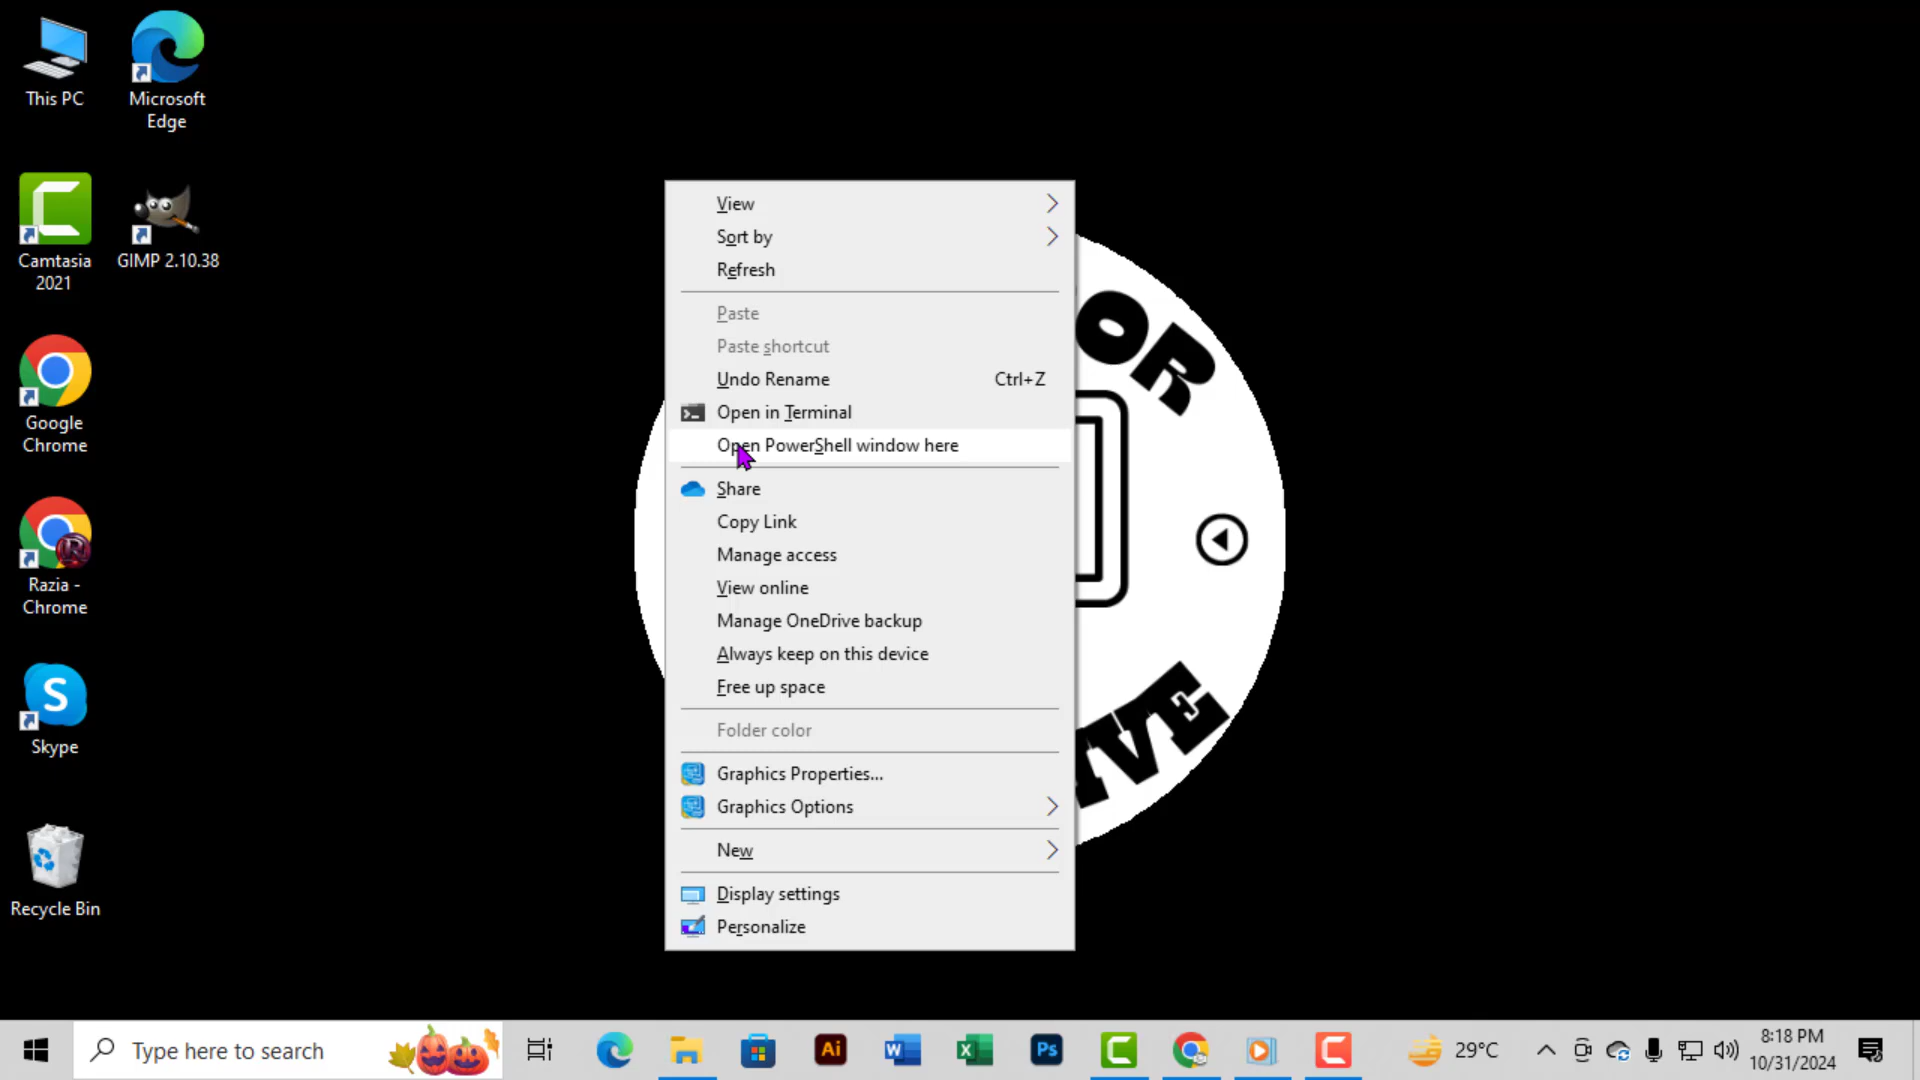 This PC
Microsoft
Edge
Camtasia
2021
GIMP 2.10.38
Google
Chrome
Razia -
Chrome
Skype
Recycle Bin
View
Sort by
Refresh
Paste
Paste shortcut
Undo Rename Ctrl+Z
Open in Terminal
Open PowerShell window here
Share
Copy Link
Manage access
View online
Manage OneDrive backup
Always keep on this device
Free up space
Folder color
Graphics Properties...
Graphics Options
New
Display settings
Personalize
OR
IVE
Type here to search
Ai
W
X
Ps
29°C
8:18 PM
10/31/2024